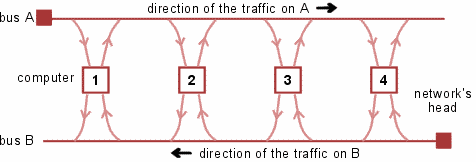 bus A
direction of the traffic on A
computer
1
2
3
4
network's
head
bus B
direction of the traffic on B